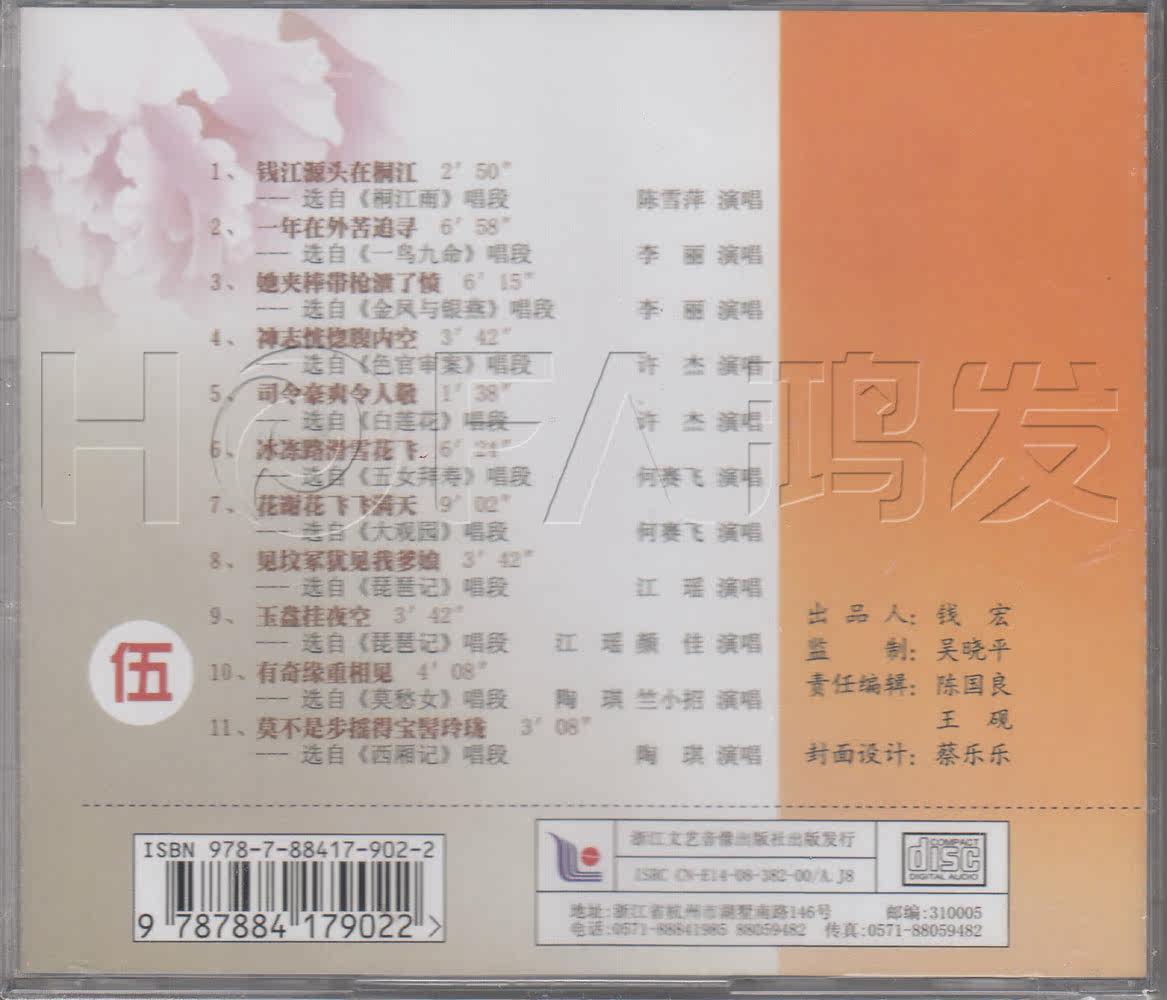 1、 钱江源头在桐江 2′50″
--- 选自《桐江雨》唱段 陈雪萍 演唱
2、 一年在外苦追寻 6′58″
--- 选自《一鸟九命》唱段 李 丽 演唱
3、 她夹棒带枪泄了愤 6′15″
--- 选自《金凤与银燕》唱段 李 丽 演唱
4、 神志恍惚腹内空 3′42″
--- 选自《色官审案》唱段 许 杰 演唱
5、 司令豪爽令人敬 1′38″
--- 选自《白莲花》唱段 许 杰 演唱
6、 冰冻路滑雪花飞 6′24″
--- 选自《五女拜寿》唱段 何赛飞 演唱
7、 花谢花飞飞满天 9′02″
--- 选自《大观园》唱段 何赛飞 演唱
8、 见坟冢犹见我爹娘 3′42″
--- 选自《琵琶记》唱段 江 瑶 演唱
9、 玉盘挂夜空 3′42″
--- 选自《琵琶记》唱段 江 瑶 颜 佳 演唱
10、 有奇缘重相见 4′08″
--- 选自《莫愁女》唱段 陶 琪 竺小招 演唱
11、 莫不是步摇得宝髻玲珑 3′08″
--- 选自《西厢记》唱段 陶 琪 演唱
HOFA 鸿发
伍
出 品 人： 钱 宏
监 制： 吴晓平
责任编辑： 陈国良
王 砚
封面设计： 蔡乐乐
ISBN 978-7-88417-902-2
9 787884 179022 >
浙江文艺音像出版社出版发行
ISRC CN-E14-08-382-00/A.J8
COMPACT
disc
DIGITAL AUDIO
地址:浙江省杭州市湖墅南路146号 邮编:310005
电话:0571-88841985 88059482 传真:0571-88059482